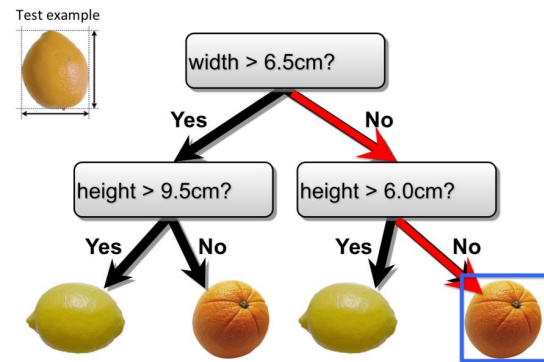 Test example
width > 6.5cm?
Yes
No
height > 9.5cm?
height > 6.0cm?
Yes
No
Yes
No